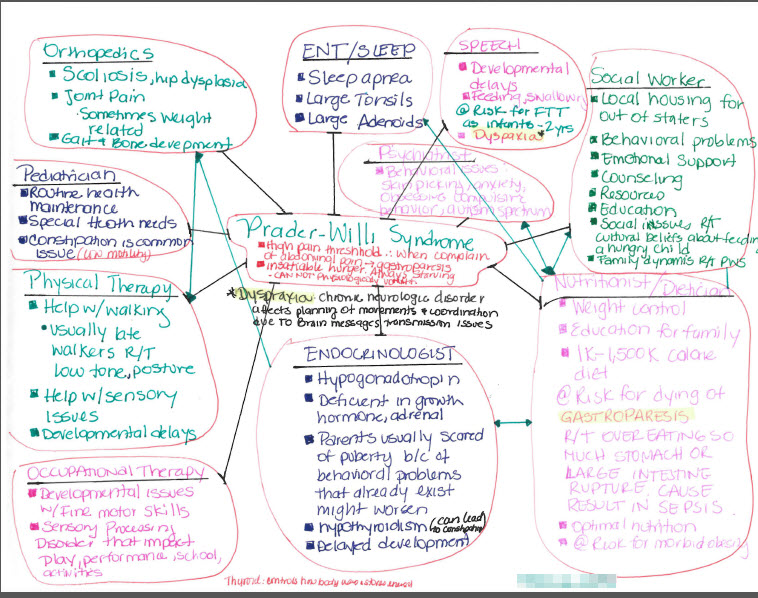 Orthopedics
Scoliosis, hip dysplasia
Joint Pain
·Sometimes weight
related
Gait & Bone devepment
ENT/SLEEP
Sleep apnea
Large Tonsils
Large Adenoids
SPEECH
Developmental
delays
Feeding, swallowing
@ Risk for FTT
as infants -2 yrs
Dyspraxia*
Social Worker
Local housing for
out of staters
Behavioral problems
Emotional Support
Counseling
Resources
Education
Social inssues R/T
cultural beliefs about feeding
a hungry child
Family dynamis R/T PWS
Pediatrician
Routine health
maintenance
Special Health needs
Constipation is common
issue (low motility)
Psychiatrist
Behavioral issues:
Skin picking, anxiety,
obsessing compulsive
behavior, autism spectrum
Prader-Willi Syndrome
High pain threshhold :. when complain
of abdominal pain -> gastroparesis
insatiable hunger. Always starving
- CAN NOT Physiologically vomit
*Dyspraxia: chronic neurologic disorder
affects planning of movements & coordination
due to Brain messages transmission issues
Physical Therapy
Help w/walking
·usually late
walkers R/T
low tone, posture
Help w/sensory
issues
Developmental delays
ENDOCRINOLOGIST
Hypogonadotropin
Deficient in growth
hormone, adrenal
Parents usually scared
of puberty b/c of
behavioral problems
that already exist
might worsen
hypothyroidism (can lead
to constipation)
Delayed development
Nutritionist/Dietician
Weight control
Education for family
1K-1,500K calorie
diet
@ Risk for dying of
GASTROPARESIS
R/T OVER EATING SO
MUCH STOMACH OR
LARGE INTESTINE
RUPTURE. CAUSE
RESULT IN SEPSIS
Optimal nutrition
@ Risk for morbid obesity
OCCUPATIONAL Therapy
Developmental issues
w/Fine motor skills
Sensory Processing
Disorder that impact
play, performance, school,
activities
Thyroid: controls how body uses & stores energy